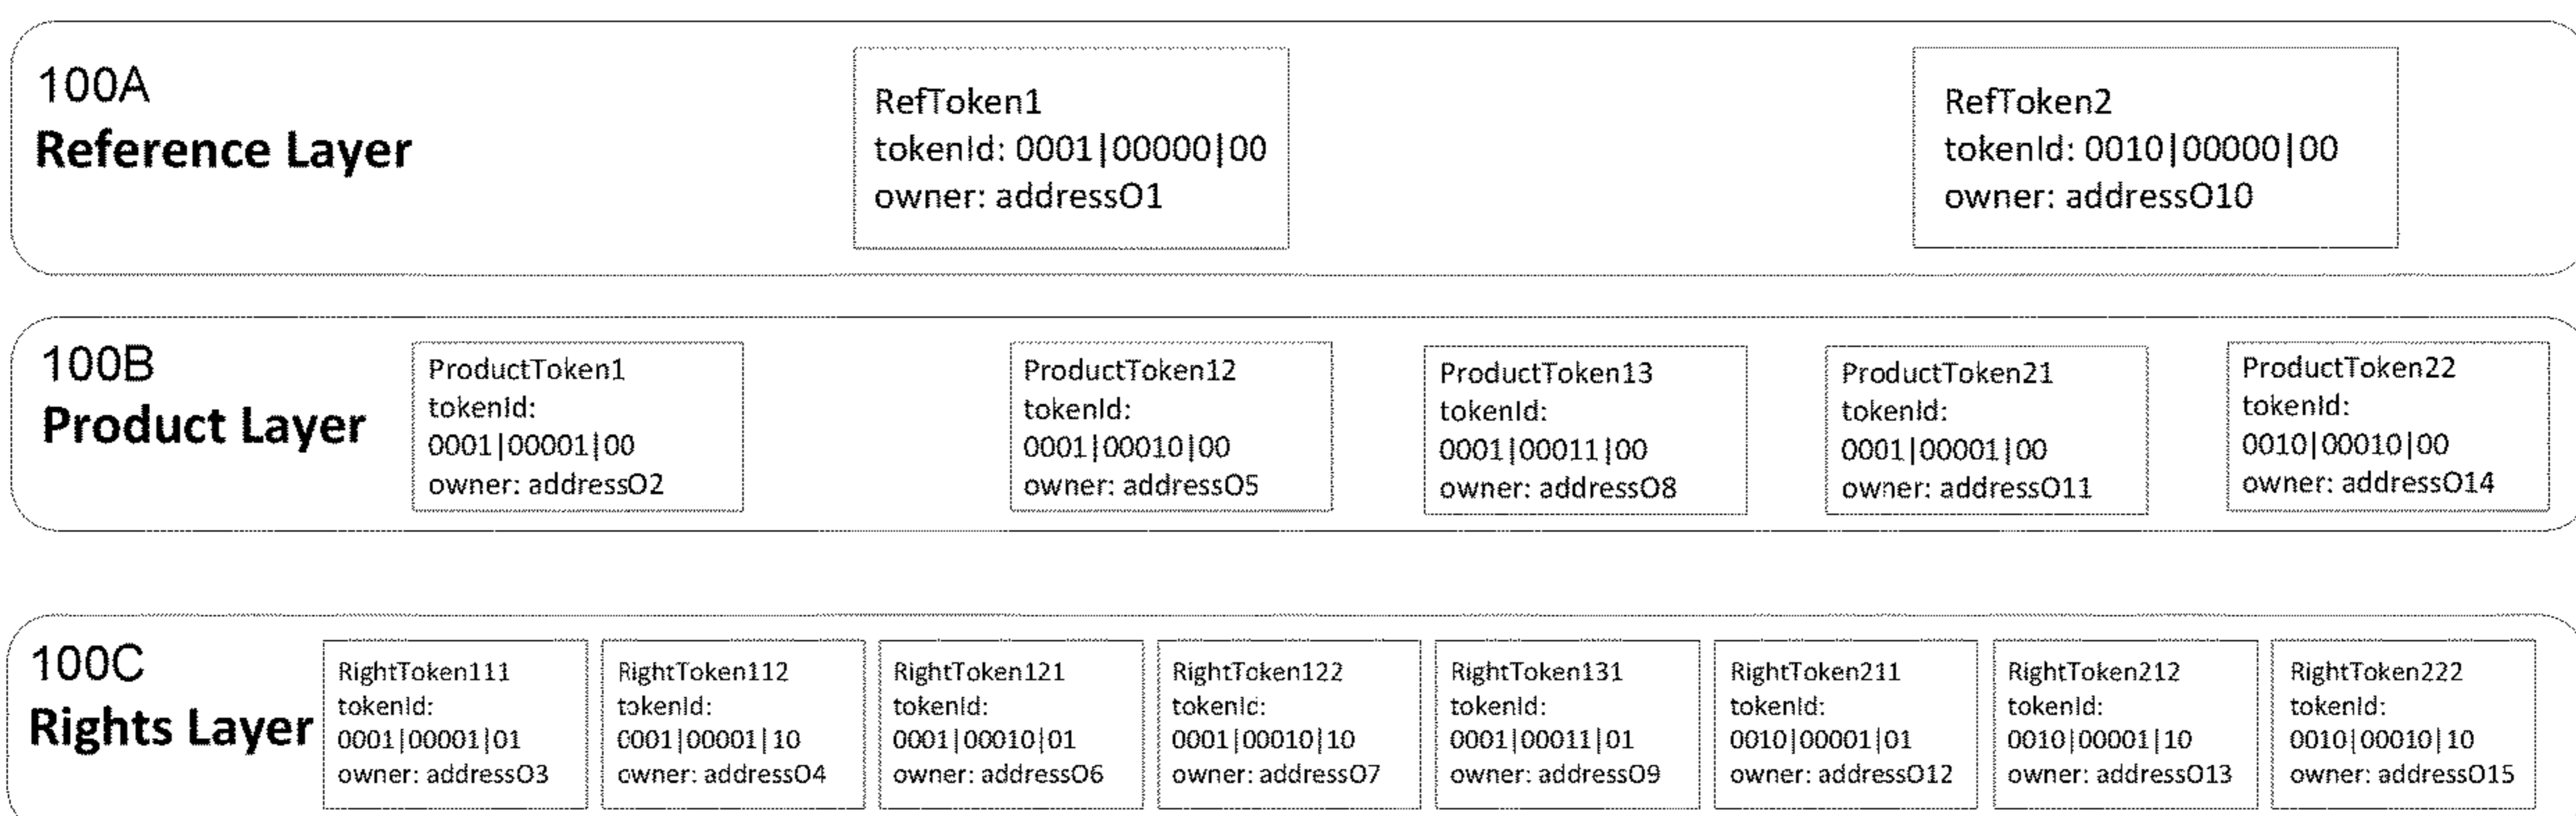 100A
Reference Layer
RefToken1
tokenId: 0001|00000|00
owner: addressO1
RefToken2
tokenId: 0010|00000|00
owner: addressO10
100B
Product Layer
ProductToken1
tokenId:
0001|00001|00
owner: addressO2
ProductToken12
tokenId:
0001|00010|00
owner: addressO5
ProductToken13
tokenId:
0001|00011|00
owner: addressO8
ProductToken21
tokenId:
0001|00001|00
owner: addressO11
ProductToken22
tokenId:
0010|00010|00
owner: addressO14
100C
Rights Layer
RightToken111
tokenId:
0001|00001|01
owner: addressO3
RightToken112
tokenId:
0001|00001|10
owner: addressO4
RightToken121
tokenId:
0001|00010|01
owner: addressO6
RightToken122
tokenId:
0001|00010|10
owner: addressO7
RightToken131
tokenId:
0001|00011|01
owner: addressO9
RightToken211
tokenId:
0010|00001|01
owner: addressO12
RightToken212
tokenId:
0010|00001|10
owner: addressO13
RightToken222
tokenId:
0010|00010|10
owner: addressO15